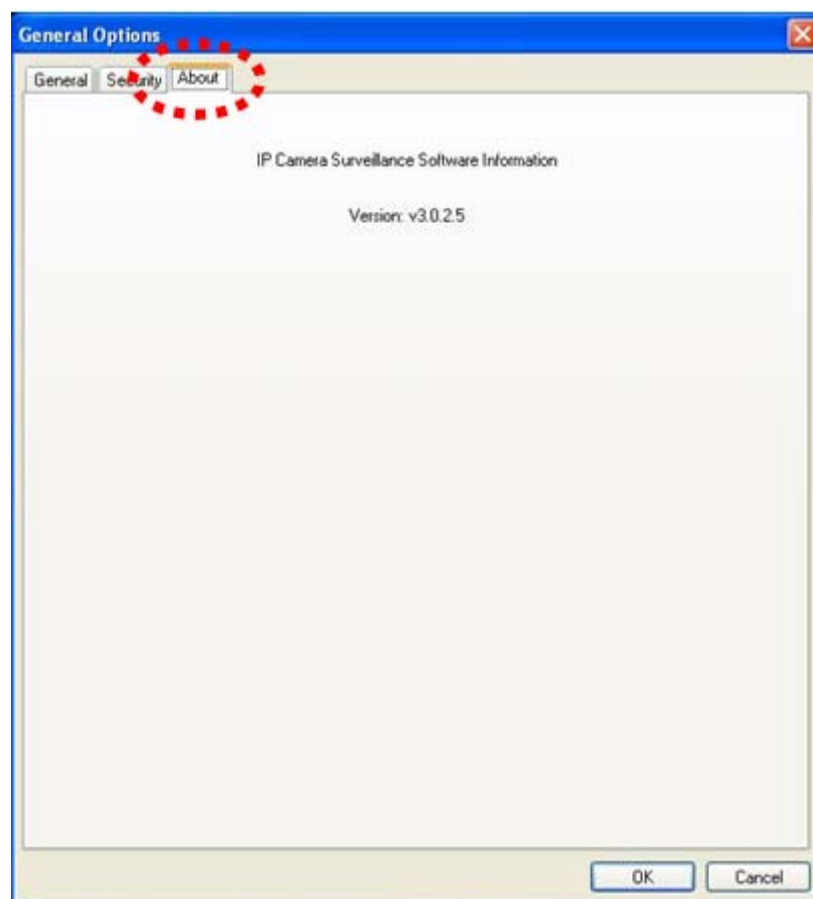 General Options
General Security About
IP Camera Surveillance Software Information
Version: v3.0.2.5
OK Cancel